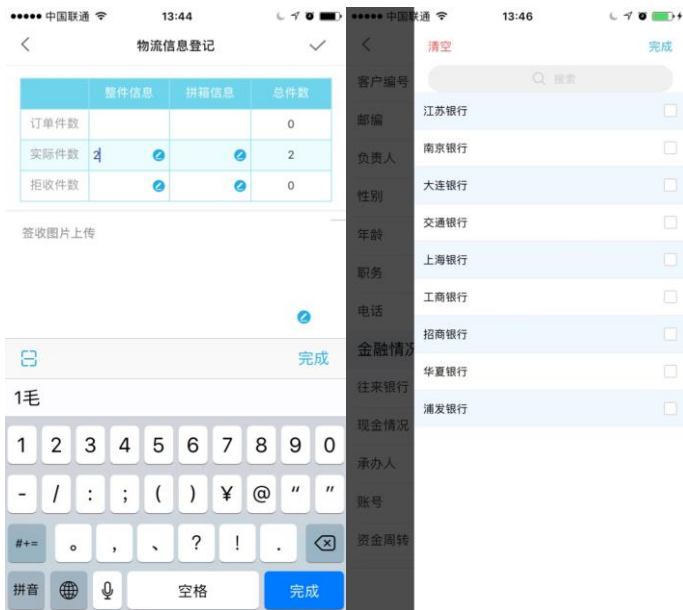 中国联通 13:44
物流信息登记
整件信息 拼箱信息 总件数
订单件数 0
实际件数 2 2
拒收件数 0
签收图片上传
完成
1毛
1 2 3 4 5 6 7 8 9 0
- / : ; ( ) ¥ @ “ ”
#+= 。 , 、 ? ! .
拼音 空格 完成
中国联通 13:46
清空 完成
搜索
客户编号
邮编
负责人
性别
年龄
职务
电话
金融情况
往来银行
现金情况
承办人
账号
资金周转
江苏银行
南京银行
大连银行
交通银行
上海银行
工商银行
招商银行
华夏银行
浦发银行